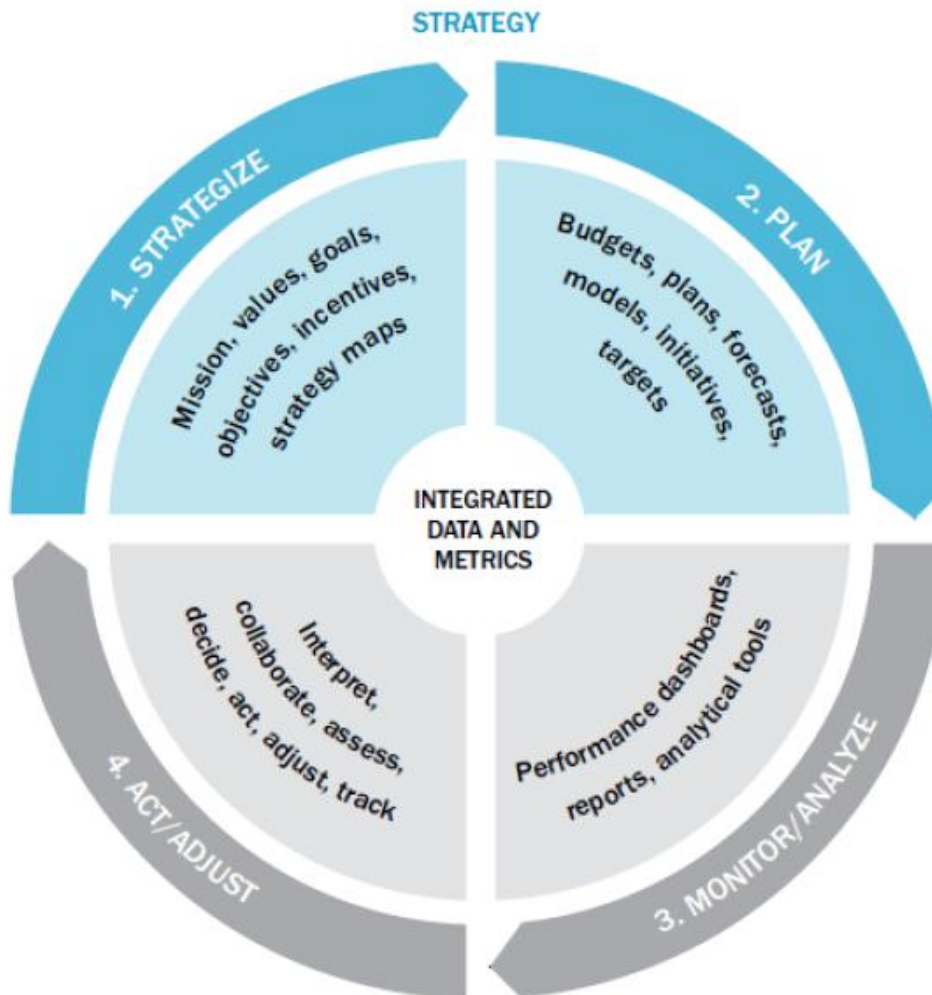 STRATEGY
1. STRATEGIZE
Mission, values, goals,
objectives, incentives,
strategy maps
2. PLAN
Budgets, plans, forecasts,
models, initiatives,
targets
INTEGRATED
DATA AND
METRICS
Performance dashboards,
reports, analytical tools
3. MONITOR/ANALYZE
Interpret,
collaborate, assess,
decide, act, adjust, track
4. ACT/ADJUST